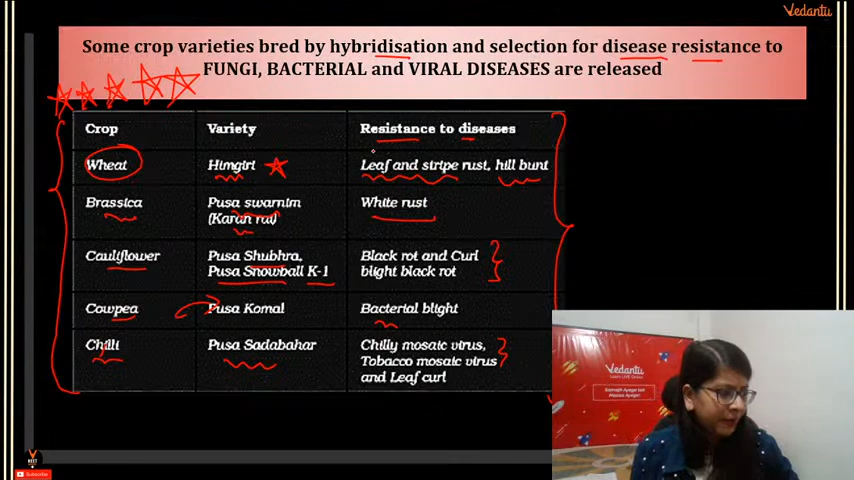 Vedantu
Some crop varieties bred by hybridisation and selection for disease resistance to
FUNGI, BACTERIAL and VIRAL DISEASES are released
Crop Variety Resistance to diseases
Wheat Himgiri Leaf and stripe rust, hill bunt
Brassica Pusa swarnim White rust
(Karan rai)
Cauliflower Pusa Shubhra, Black rot and Curl
Pusa Snowball K-1 blight black rot
Cowpea Pusa Komal Bacterial blight
Chilli Pusa Sadabahar Chilly mosaic virus,
Tobacco mosaic virus
and Leaf curl
Vedantu
Subscribe